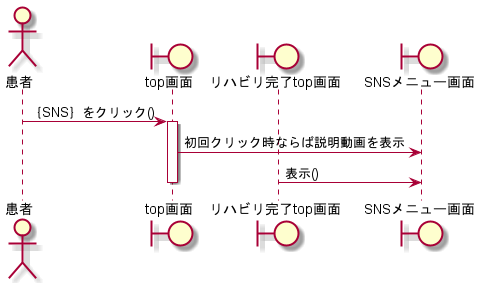 患者
top画面
リハビリ完了top画面
SNSメニュー画面
{SNS}をクリック()
初回クリック時ならば説明動画を表示
表示()
患者
top画面
リハビリ完了top画面
SNSメニュー画面